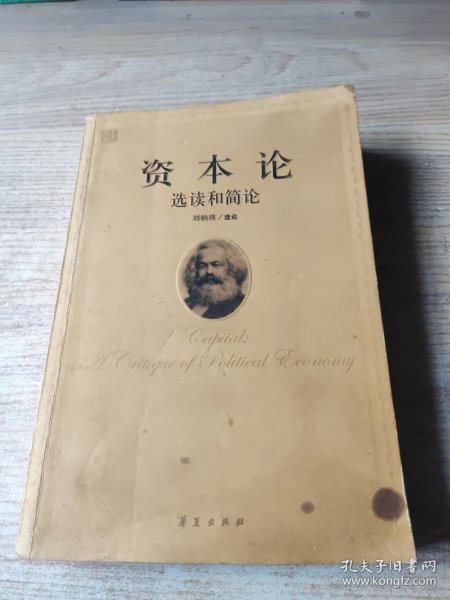 资本论
选读和简论
刘炳瑛/选论
Capital:
A Critique of Political Economy
华夏出版社
孔夫子旧书网
www.kongfz.com